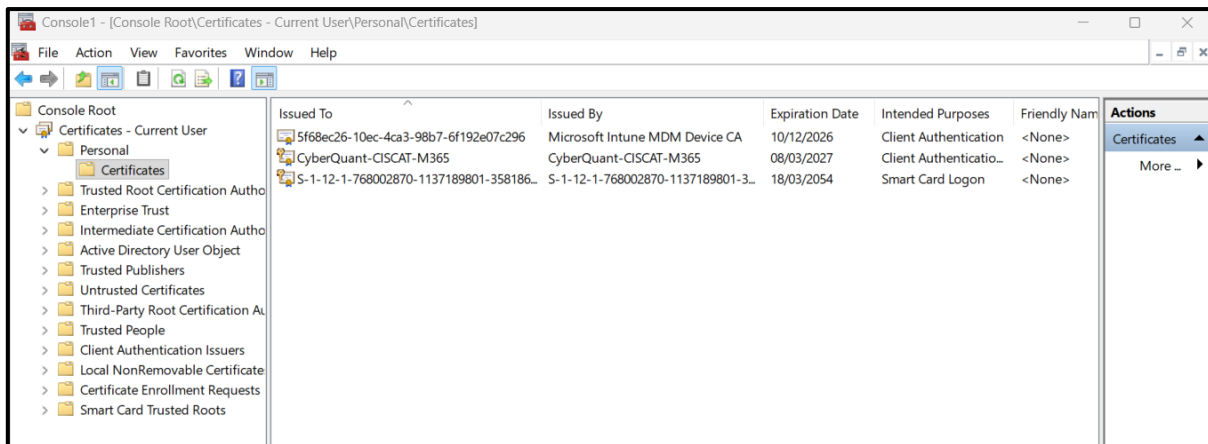 Console1 - [Console Root\Certificates - Current User\Personal\Certificates]
File Action View Favorites Window Help
Console Root
Certificates - Current User
Personal
Certificates
Trusted Root Certification Autho
Enterprise Trust
Intermediate Certification Autho
Active Directory User Object
Trusted Publishers
Untrusted Certificates
Third-Party Root Certification Au
Trusted People
Client Authentication Issuers
Local NonRemovable Certificate
Certificate Enrollment Requests
Smart Card Trusted Roots
Issued To Issued By Expiration Date Intended Purposes Friendly Nam
5f68ec26-10ec-4ca3-98b7-6f192e07c296 Microsoft Intune MDM Device CA 10/12/2026 Client Authentication <None>
CyberQuant-CISCAT-M365 CyberQuant-CISCAT-M365 08/03/2027 Client Authenticatio... <None>
S-1-12-1-768002870-1137189801-358186... S-1-12-1-768002870-1137189801-3... 18/03/2054 Smart Card Logon <None>
Actions
Certificates
More ...